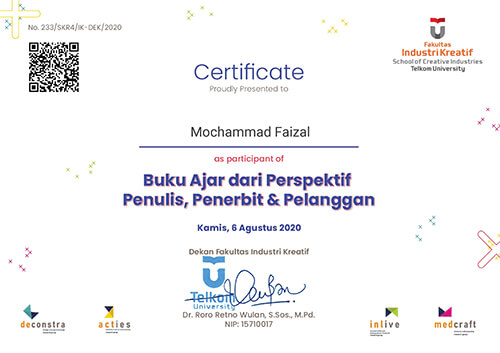 No. 233/SKR4/IK-DEK/2020
Fakultas
Industri Kreatif
School of Creative Industries
Telkom University
Certificate
Proudly Presented to
Mochammad Faizal
as participant of
Buku Ajar dari Perspektif
Penulis, Penerbit & Pelanggan
Kamis, 6 Agustus 2020
Dekan Fakultas Industri Kreatif
Telkom
University
Dr. Roro Retno Wulan, S.Sos., M.Pd.
NIP: 15710017
deconstra
acties
inlive
medcraft